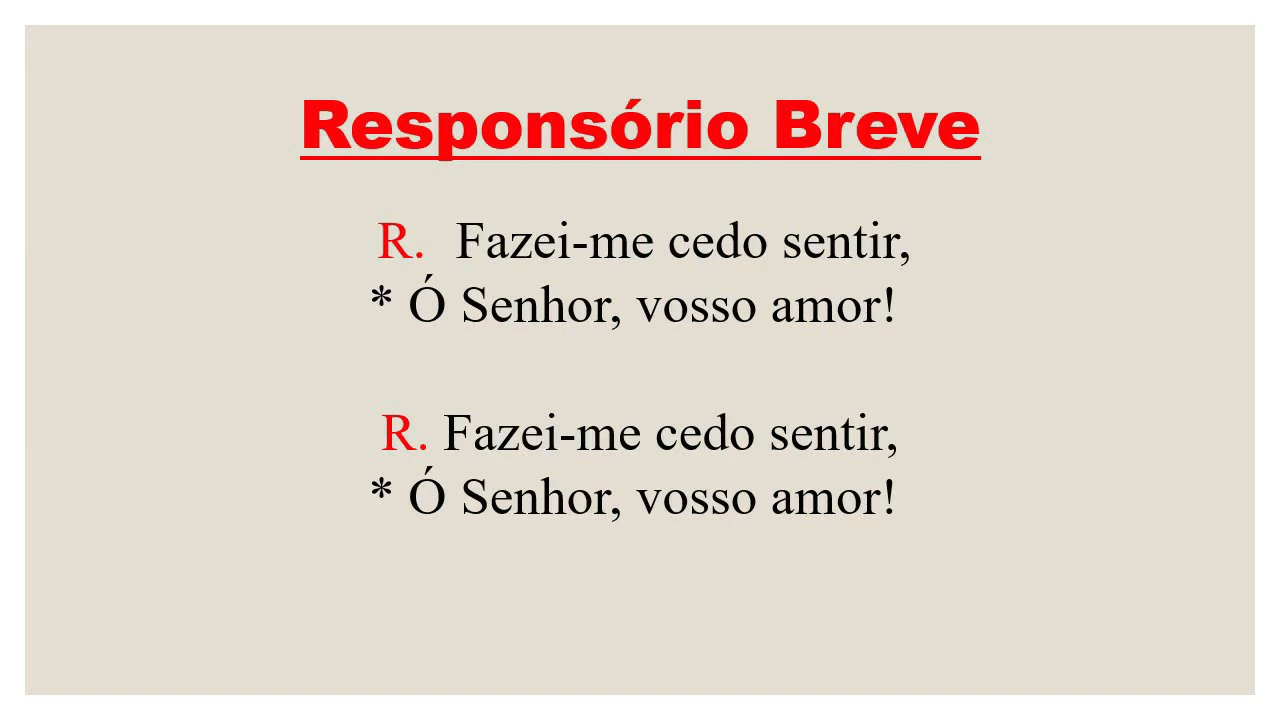 Responsório Breve
R. Fazei-me cedo sentir,
* Ó Senhor, vosso amor!
R. Fazei-me cedo sentir,
* Ó Senhor, vosso amor!